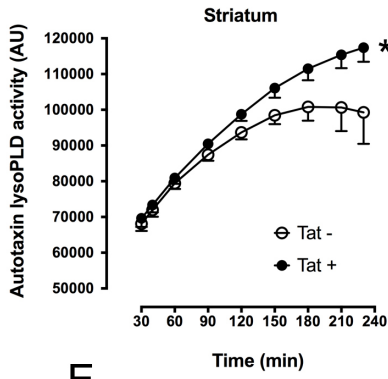 Striatum
Autotaxin lysoPLD activity (AU)
120000
110000
100000
90000
80000
70000
60000
50000
*
Tat -
Tat +
30 60 90 120 150 180 210 240
Time (min)